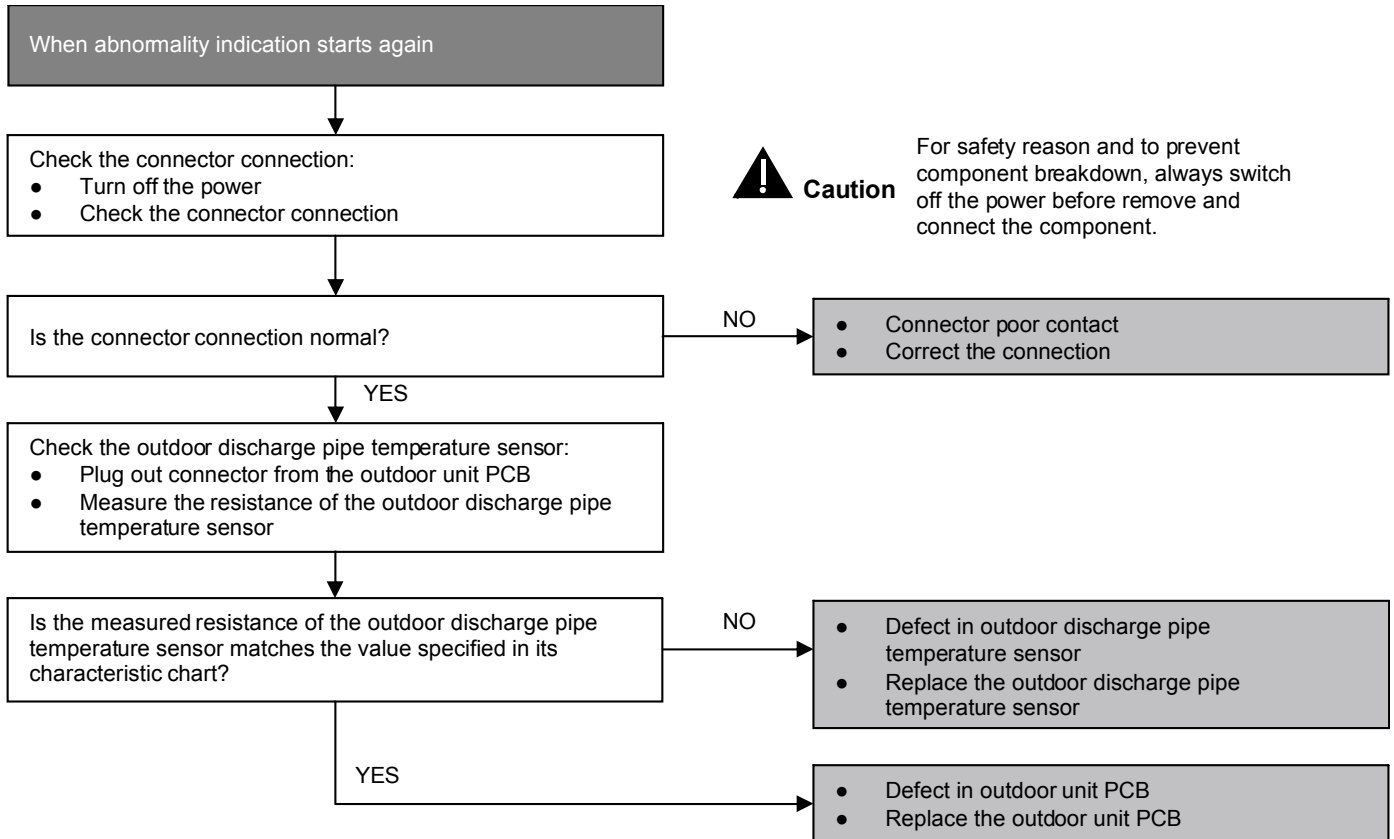 When abnormality indication starts again
Check the connector connection:
● Turn off the power
● Check the connector connection
Caution
For safety reason and to prevent
component breakdown, always switch
off the power before remove and
connect the component.
Is the connector connection normal?
NO
● Connector poor contact
● Correct the connection
YES
Check the outdoor discharge pipe temperature sensor:
● Plug out connector from the outdoor unit PCB
● Measure the resistance of the outdoor discharge pipe
temperature sensor
Is the measured resistance of the outdoor discharge pipe
temperature sensor matches the value specified in its
characteristic chart?
NO
● Defect in outdoor discharge pipe
temperature sensor
● Replace the outdoor discharge pipe
temperature sensor
YES
● Defect in outdoor unit PCB
● Replace the outdoor unit PCB